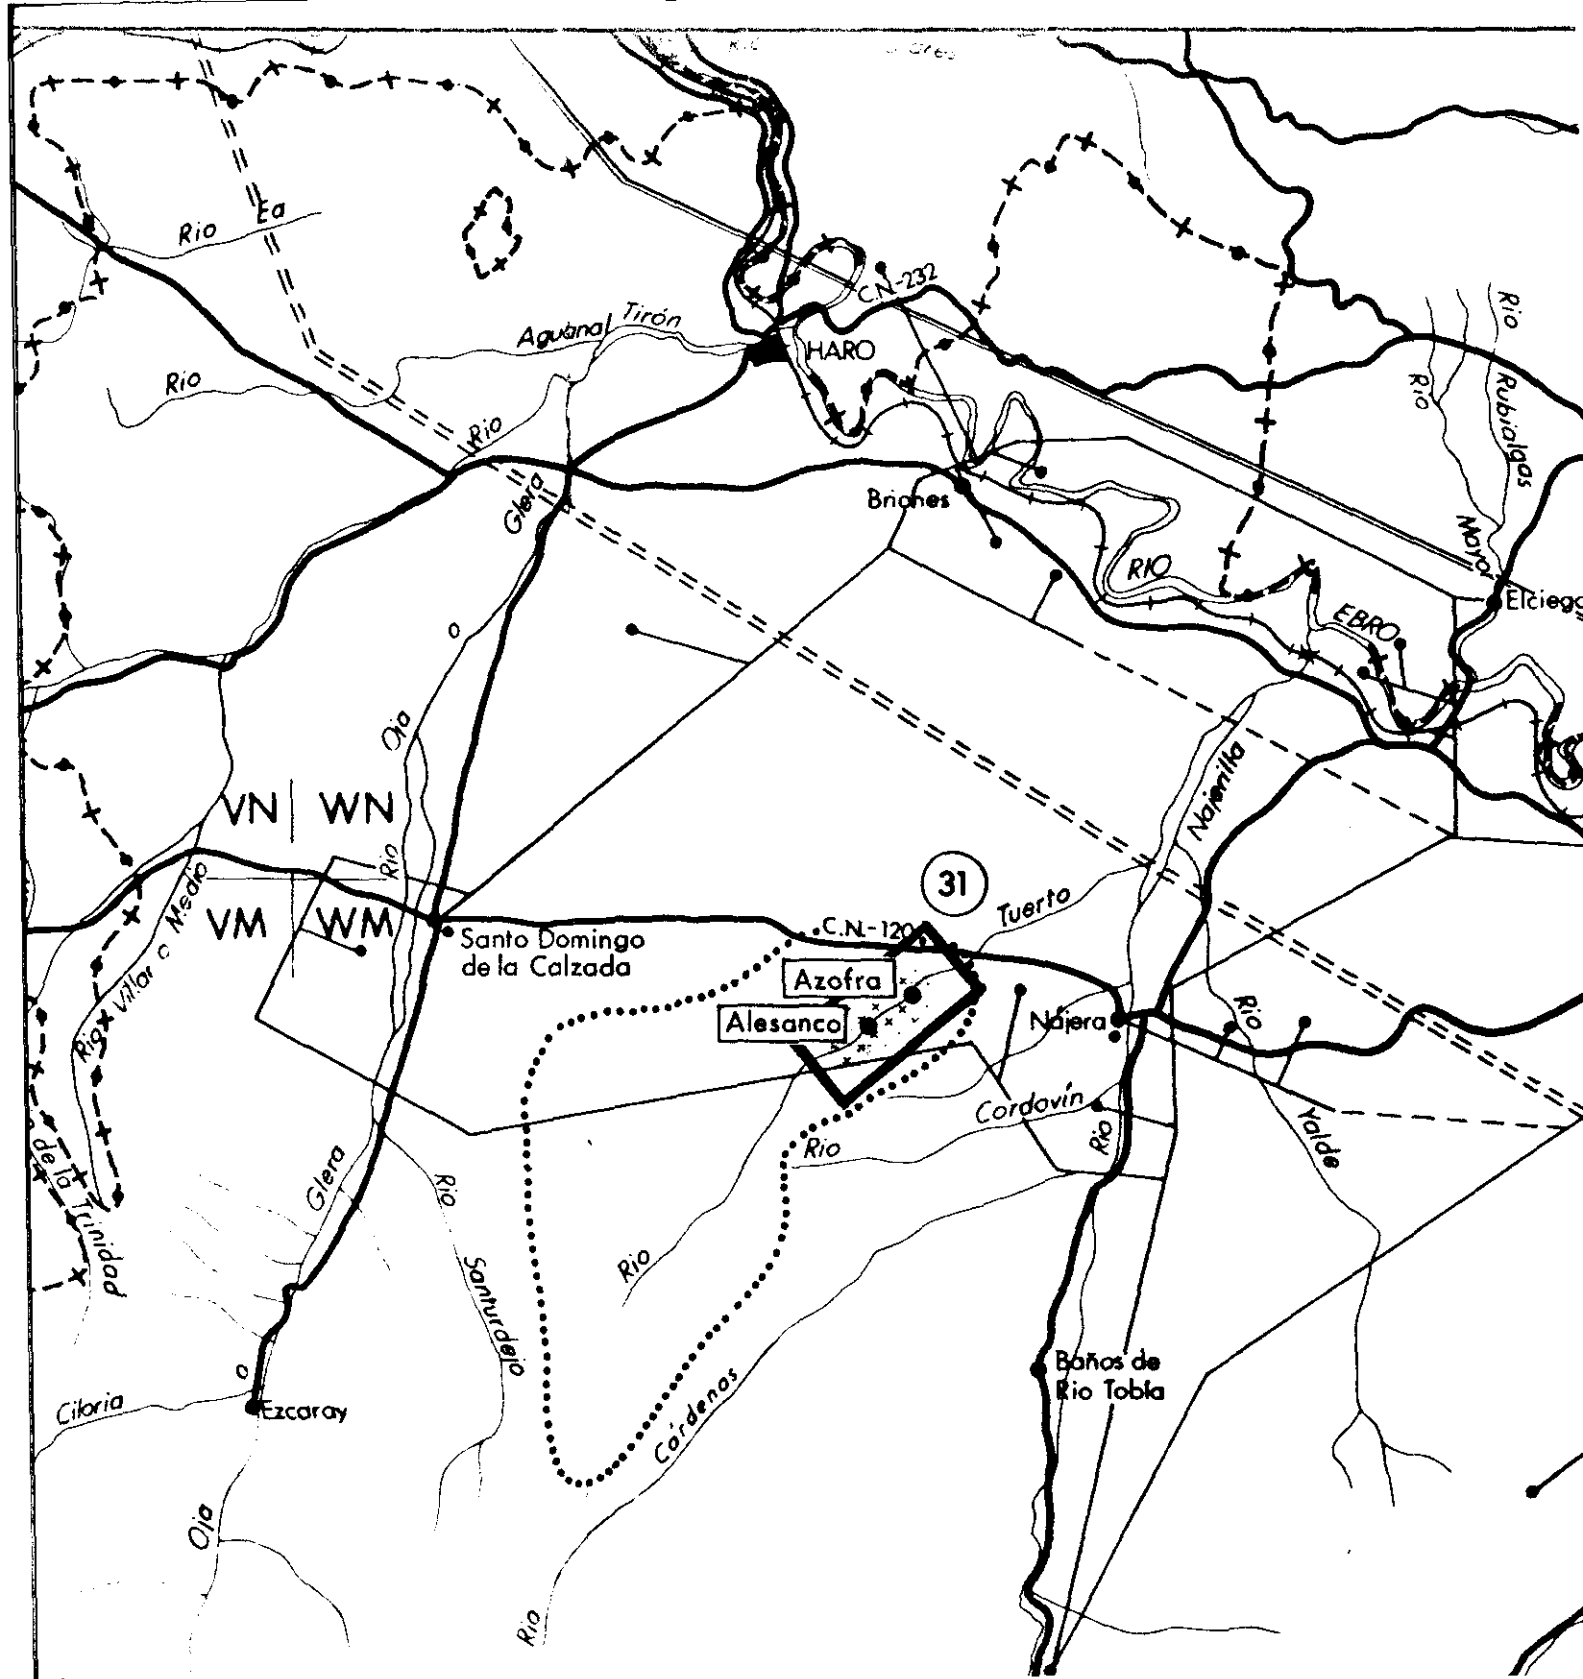 Rio
Rio Ea
C.N.-232
Aguanal Tirón
HARO
Rio
Rio
Glera
Briones
Rio
Rio
Rubialgas
Mayor
RIO
EBRO
Elciego
Oja
Rio
VN WN
VM WM
Najerilla
31
Tuerto
C.N.-120
Santo Domingo
de la Calzada
Azofra
Alesanco
Nájera
Rio
Yalde
Cordovín
Rio
Rio
Rio Villar o Medio
de la Trinidad
Glera
Rio
Santurdejo
Rio
Cárdenas
Rio
Baños de
Rio Tobía
Ciloria
Ezcaray
Oja